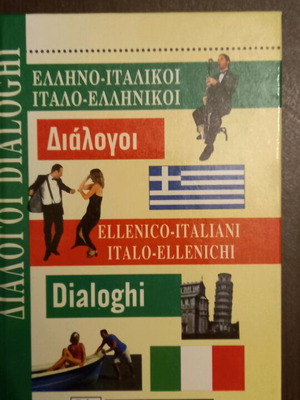 ΔΙΑΛΟΓΟΙ DIALOGHI
ΕΛΛΗΝΟ-ΙΤΑΛΙΚΟΙ
ΙΤΑΛΟ-ΕΛΛΗΝΙΚΟΙ
Διάλογοι
ELLENICO-ITALIANI
ITALO-ELLENICHI
Dialoghi